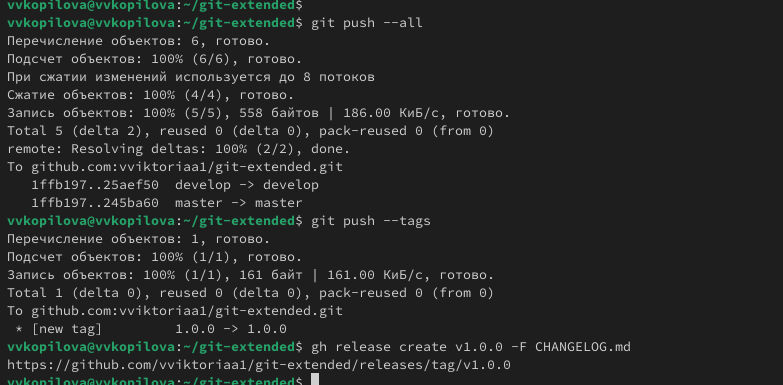 vvkopilova@vvkopilova:~/git-extended$
vvkopilova@vvkopilova:~/git-extended$ git push --all
Перечисление объектов: 6, готово.
Подсчет объектов: 100% (6/6), готово.
При сжатии изменений используется до 8 потоков
Сжатие объектов: 100% (4/4), готово.
Запись объектов: 100% (5/5), 558 байтов | 186.00 КиБ/с, готово.
Total 5 (delta 2), reused 0 (delta 0), pack-reused 0 (from 0)
remote: Resolving deltas: 100% (2/2), done.
To github.com:vviktoriaa1/git-extended.git
   1ffb197..25aef50  develop -> develop
   1ffb197..245ba60  master -> master
vvkopilova@vvkopilova:~/git-extended$ git push --tags
Перечисление объектов: 1, готово.
Подсчет объектов: 100% (1/1), готово.
Запись объектов: 100% (1/1), 161 байт | 161.00 КиБ/с, готово.
Total 1 (delta 0), reused 0 (delta 0), pack-reused 0 (from 0)
To github.com:vviktoriaa1/git-extended.git
 * [new tag]         1.0.0 -> 1.0.0
vvkopilova@vvkopilova:~/git-extended$ gh release create v1.0.0 -F CHANGELOG.md
https://github.com/vviktoriaa1/git-extended/releases/tag/v1.0.0
vvkopilova@vvkopilova:~/git-extended$